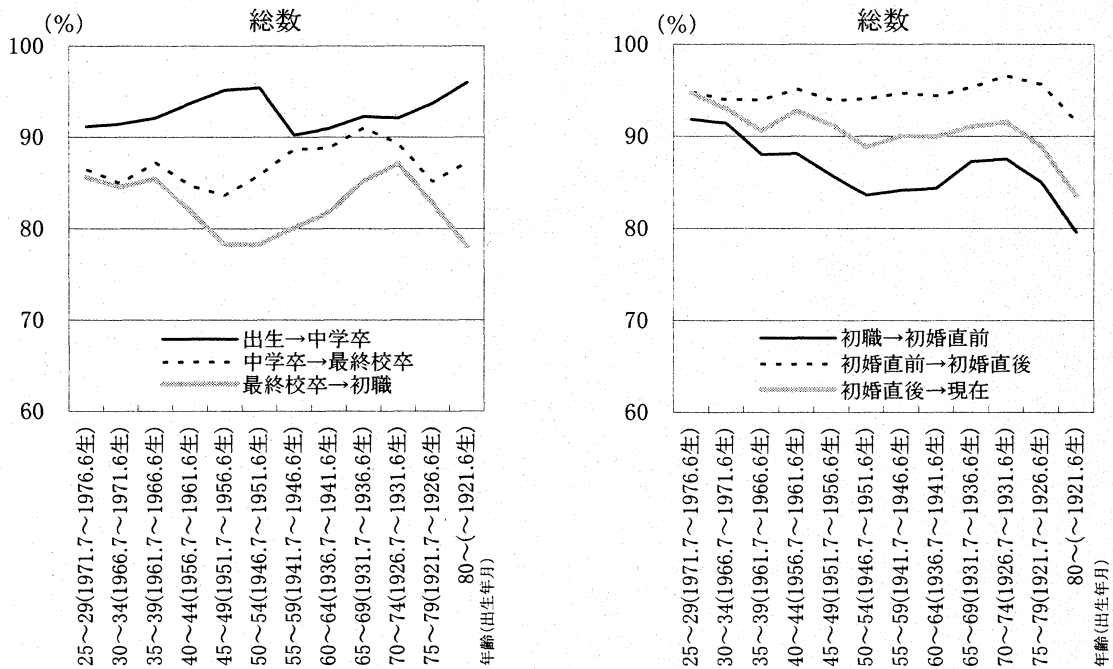 (%)
総数
100
90
80
70
60
出生→中学卒
中学卒→最終校卒
最終校卒→初職
25～29(1971.7～1976.6生)
30～34(1966.7～1971.6生)
35～39(1961.7～1966.6生)
40～44(1956.7～1961.6生)
45～49(1951.7～1956.6生)
50～54(1946.7～1951.6生)
55～59(1941.7～1946.6生)
60～64(1936.7～1941.6生)
65～69(1931.7～1936.6生)
70～74(1926.7～1931.6生)
75～79(1921.7～1926.6生)
80～(～1921.6生)
年齢(出生年月)
(%)
総数
100
90
80
70
60
初職→初婚直前
初婚直前→初婚直後
初婚直後→現在
25～29(1971.7～1976.6生)
30～34(1966.7～1971.6生)
35～39(1961.7～1966.6生)
40～44(1956.7～1961.6生)
45～49(1951.7～1956.6生)
50～54(1946.7～1951.6生)
55～59(1941.7～1946.6生)
60～64(1936.7～1941.6生)
65～69(1931.7～1936.6生)
70～74(1926.7～1931.6生)
75～79(1921.7～1926.6生)
80～(～1921.6生)
年齢(出生年月)